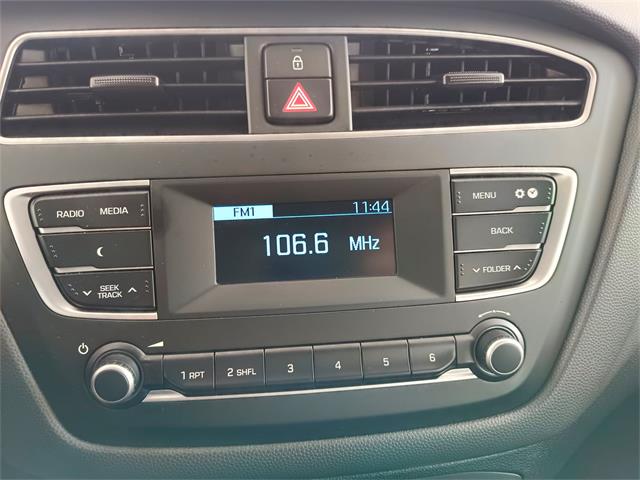 RADIO MEDIA
SEEK
TRACK
FM1 11:44
106.6 MHz
MENU
BACK
FOLDER
1 RPT 2 SHFL 3 4 5 6